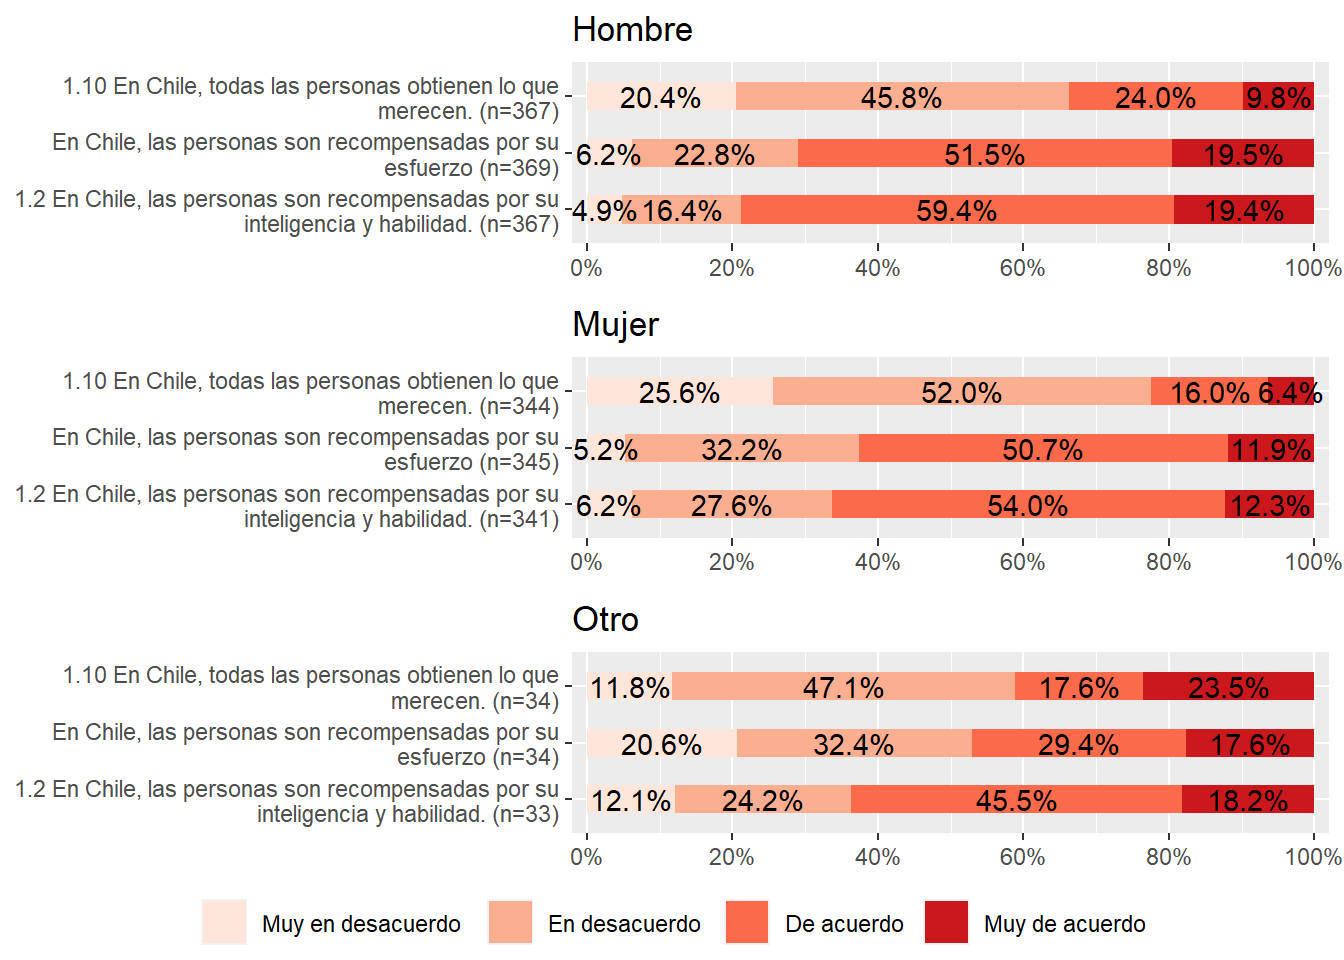 Hombre
1.10 En Chile, todas las personas obtienen lo que
merecen. (n=367)
20.4% 45.8% 24.0% 9.8%
En Chile, las personas son recompensadas por su
esfuerzo (n=369)
6.2% 22.8% 51.5% 19.5%
1.2 En Chile, las personas son recompensadas por su
inteligencia y habilidad. (n=367)
4.9% 16.4% 59.4% 19.4%
0% 20% 40% 60% 80% 100%
Mujer
1.10 En Chile, todas las personas obtienen lo que
merecen. (n=344)
25.6% 52.0% 16.0% 6.4%
En Chile, las personas son recompensadas por su
esfuerzo (n=345)
5.2% 32.2% 50.7% 11.9%
1.2 En Chile, las personas son recompensadas por su
inteligencia y habilidad. (n=341)
6.2% 27.6% 54.0% 12.3%
0% 20% 40% 60% 80% 100%
Otro
1.10 En Chile, todas las personas obtienen lo que
merecen. (n=34)
11.8% 47.1% 17.6% 23.5%
En Chile, las personas son recompensadas por su
esfuerzo (n=34)
20.6% 32.4% 29.4% 17.6%
1.2 En Chile, las personas son recompensadas por su
inteligencia y habilidad. (n=33)
12.1% 24.2% 45.5% 18.2%
0% 20% 40% 60% 80% 100%
Muy en desacuerdo En desacuerdo De acuerdo Muy de acuerdo